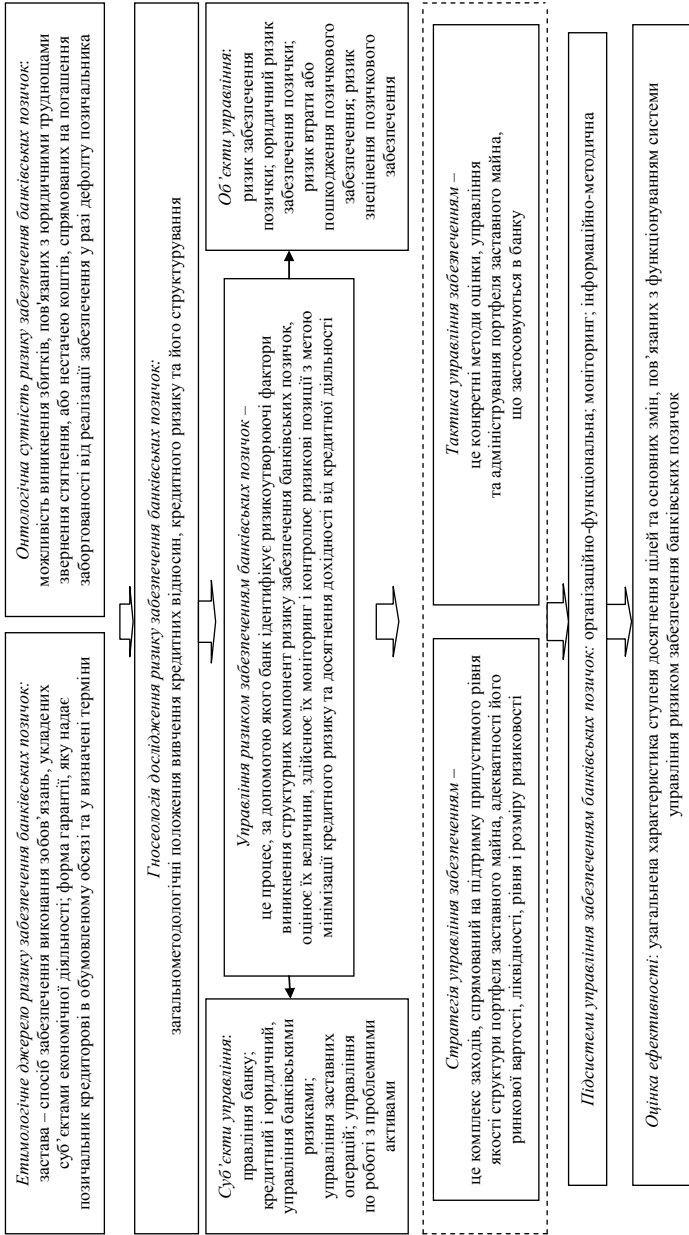 Етимологічне джерело ризику забезпечення банківських позичок:
застава – спосіб забезпечення виконання зобов’язань, укладених
суб’єктами економічної діяльності; форма гарантії, яку надає
позичальник кредиторові в обумовленому обсязі та у визначені терміни
Онтологічна сутність ризику забезпечення банківських позичок:
можливість виникнення збитків, пов'язаних з юридичними труднощами
звернення стягнення, або нестачею коштів, спрямованих на погашення
заборгованості від реалізації забезпечення у разі дефолту позичальника
Гносеологія дослідження ризику забезпечення банківських позичок:
загальнометодологічні положення вивчення кредитних відносин, кредитного ризику та його структурування
Суб’єкти управління:
правління банку;
кредитний і юридичний,
управління банківськими
ризиками;
управління заставних
операцій; управління
по роботі з проблемними
активами
Управління ризиком забезпеченням банківських позичок –
це процес, за допомогою якого банк ідентифікує ризикоутворюючі фактори
виникнення структурних компонент ризику забезпечення банківських позичок,
оцінює їх величини, здійснює їх моніторинг і контролює ризикові позиції з метою
мінімізації кредитного ризику та досягнення дохідності від кредитної діяльності
Об’єкти управління:
ризик забезпечення
позички; юридичний ризик
забезпечення позички;
ризик втрати або
пошкодження позичкового
забезпечення; ризик
знецінення позичкового
забезпечення
Стратегія управління забезпеченням –
це комплекс заходів, спрямований на підтримку припустимого рівня
якості структури портфеля заставного майна, адекватності його
ринкової вартості, ліквідності, рівня і розміру ризиковості
Тактика управління забезпеченням –
це конкретні методи оцінки, управління
та адміністрування портфеля заставного майна,
що застосовуються в банку
Підсистеми управління забезпеченням банківських позичок: організаційно-функціональна; моніторинг; інформаційно-методична
Оцінка ефективності: узагальнена характеристика ступеня досягнення цілей та основних змін, пов’язаних з функціонуванням системи
управління ризиком забезпечення банківських позичок